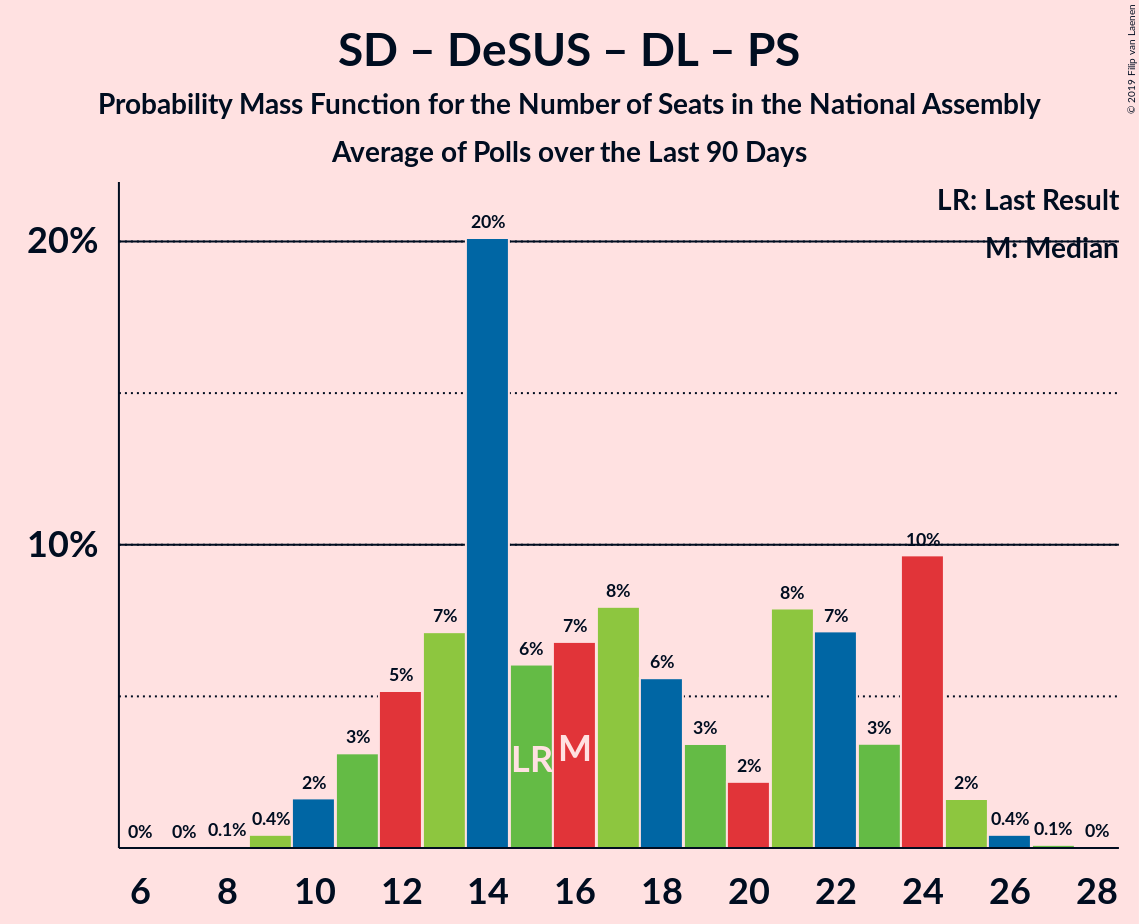 SD – DeSUS – DL – PS
Probability Mass Function for the Number of Seats in the National Assembly
Average of Polls over the Last 90 Days
© 2019 Filip van Laenen
LR: Last Result
M: Median
20%
10%
0%
0%
0.1%
0.4%
2%
3%
5%
7%
20%
6%
7%
8%
6%
3%
2%
8%
7%
3%
10%
2%
0.4%
0.1%
0%
LR
M
6 8 10 12 14 16 18 20 22 24 26 28